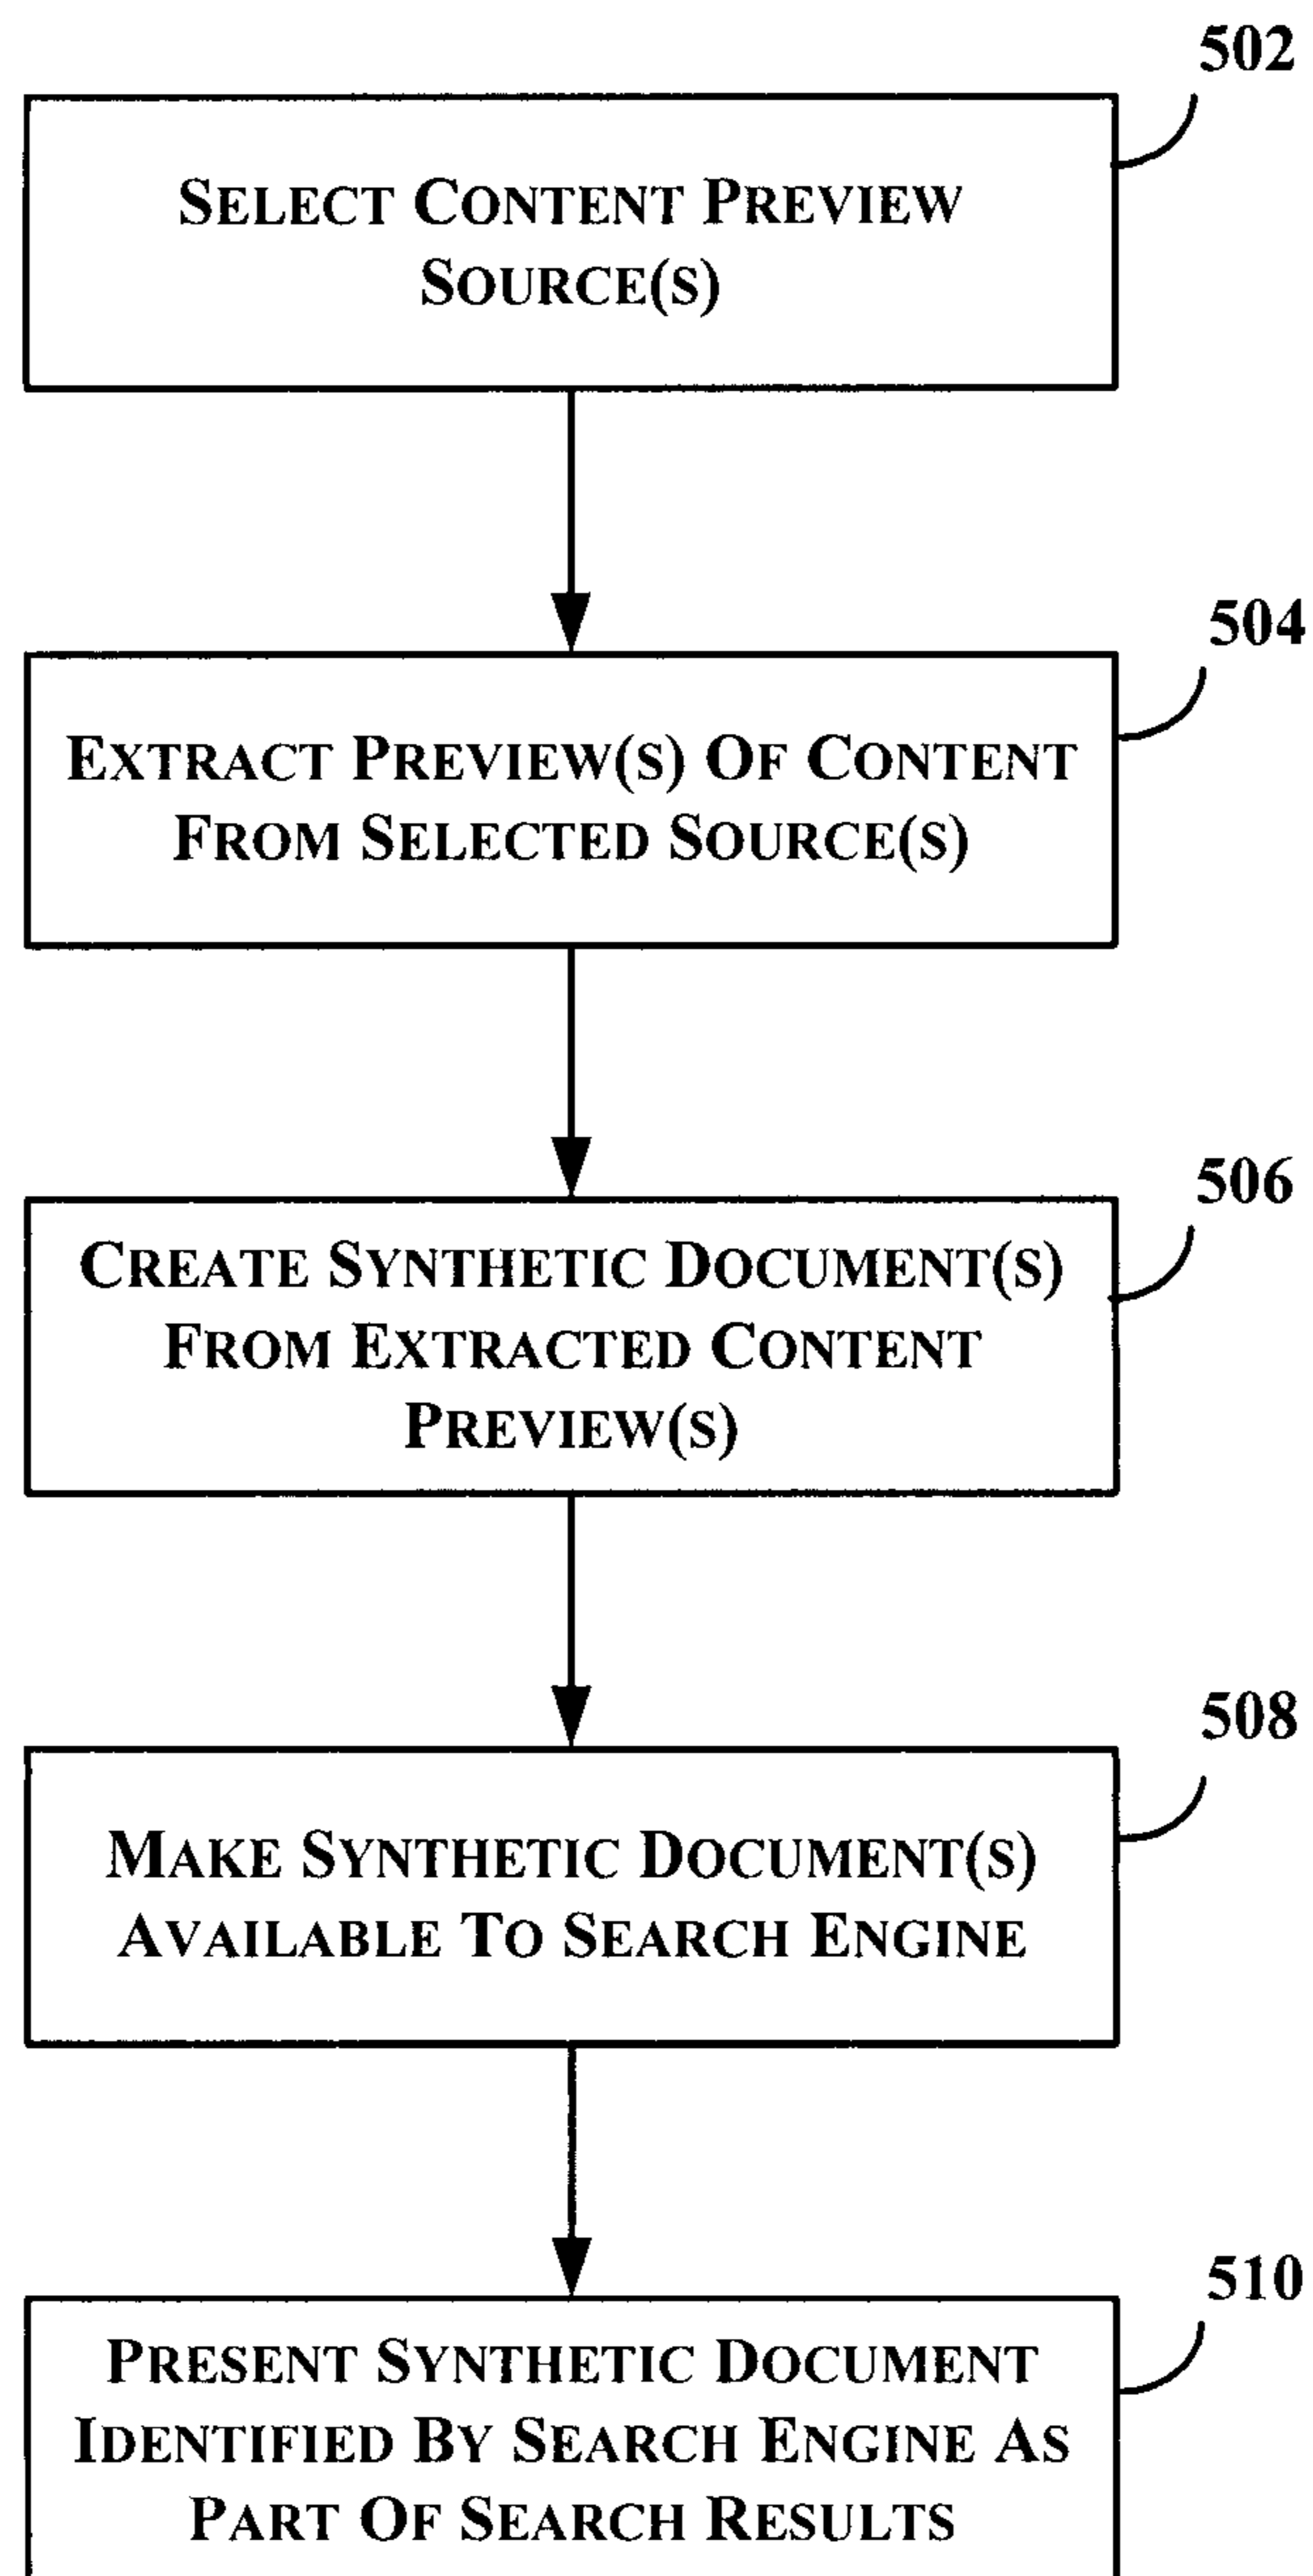 502
SELECT CONTENT PREVIEW
SOURCE(S)
504
EXTRACT PREVIEW(S) OF CONTENT
FROM SELECTED SOURCE(S)
506
CREATE SYNTHETIC DOCUMENT(S)
FROM EXTRACTED CONTENT
PREVIEW(S)
508
MAKE SYNTHETIC DOCUMENT(S)
AVAILABLE TO SEARCH ENGINE
510
PRESENT SYNTHETIC DOCUMENT
IDENTIFIED BY SEARCH ENGINE AS
PART OF SEARCH RESULTS